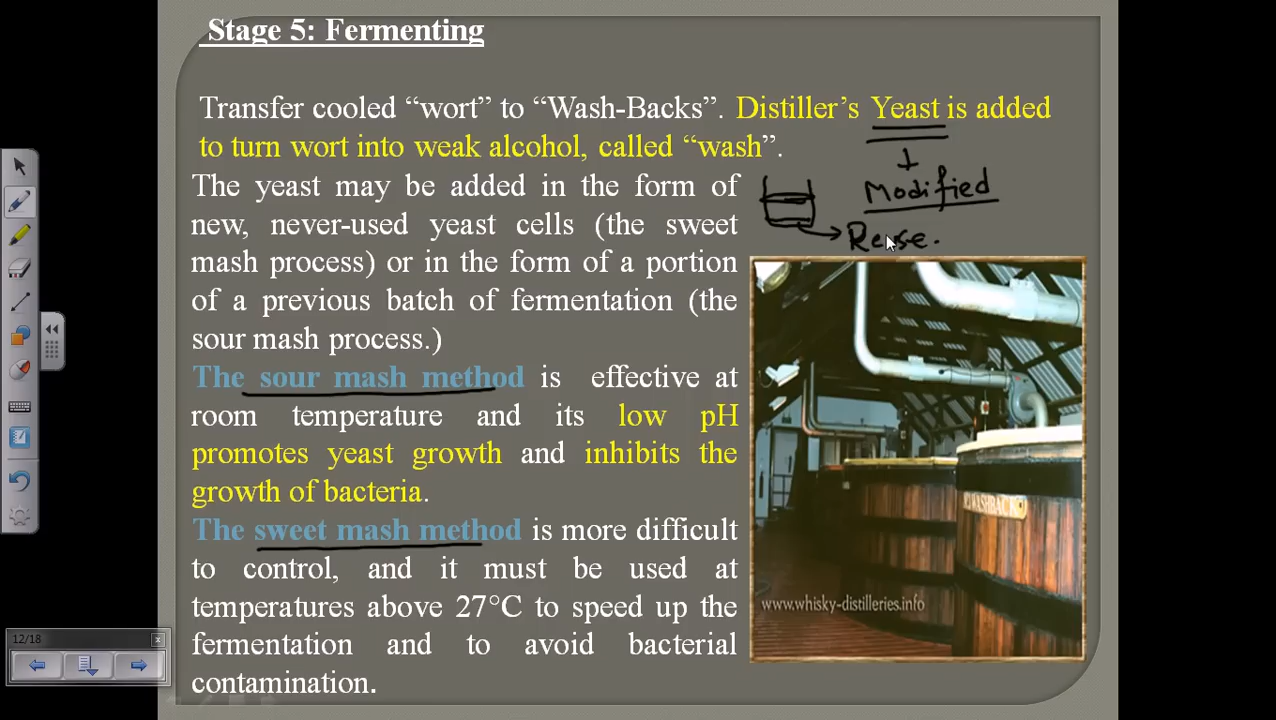 Stage 5: Fermenting
Transfer cooled “wort” to “Wash-Backs”. Distiller’s Yeast is added
to turn wort into weak alcohol, called “wash”.
The yeast may be added in the form of
new, never-used yeast cells (the sweet
mash process) or in the form of a portion
of a previous batch of fermentation (the
sour mash process.)
The sour mash method is effective at
room temperature and its low pH
promotes yeast growth and inhibits the
growth of bacteria.
The sweet mash method is more difficult
to control, and it must be used at
temperatures above 27°C to speed up the
fermentation and to avoid bacterial
contamination.
Modified
Reuse.
WASHBACK
www.whisky-distilleries.info
12/18
x